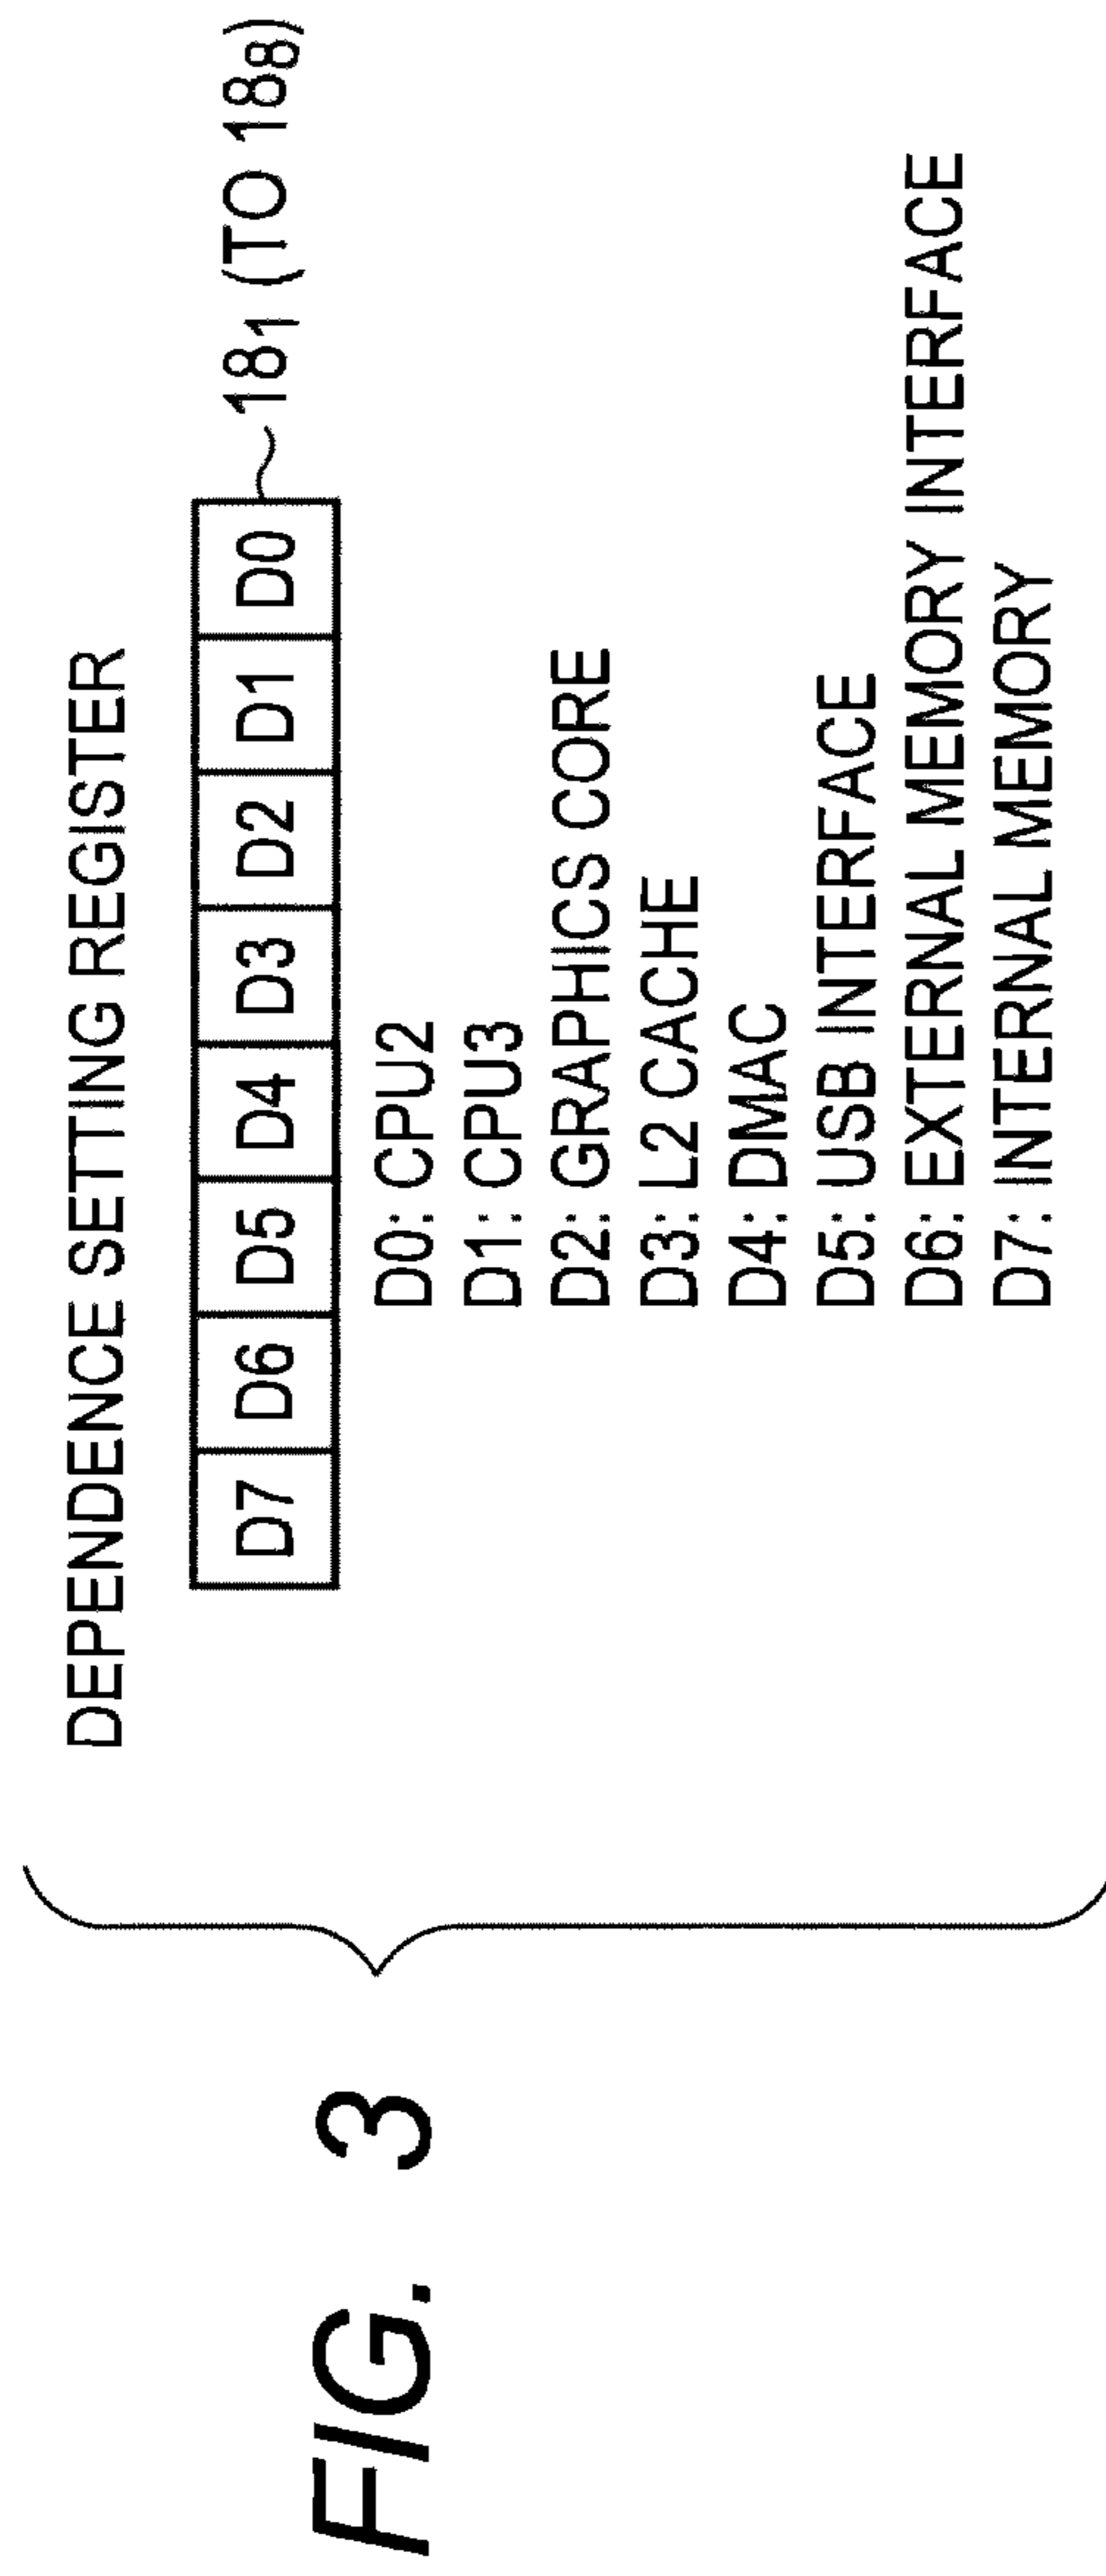 FIG. 3
DEPENDENCE SETTING REGISTER
D7 D6 D5 D4 D3 D2 D1 D0 18₁ (TO 18₈)
D0: CPU2
D1: CPU3
D2: GRAPHICS CORE
D3: L2 CACHE
D4: DMAC
D5: USB INTERFACE
D6: EXTERNAL MEMORY INTERFACE
D7: INTERNAL MEMORY